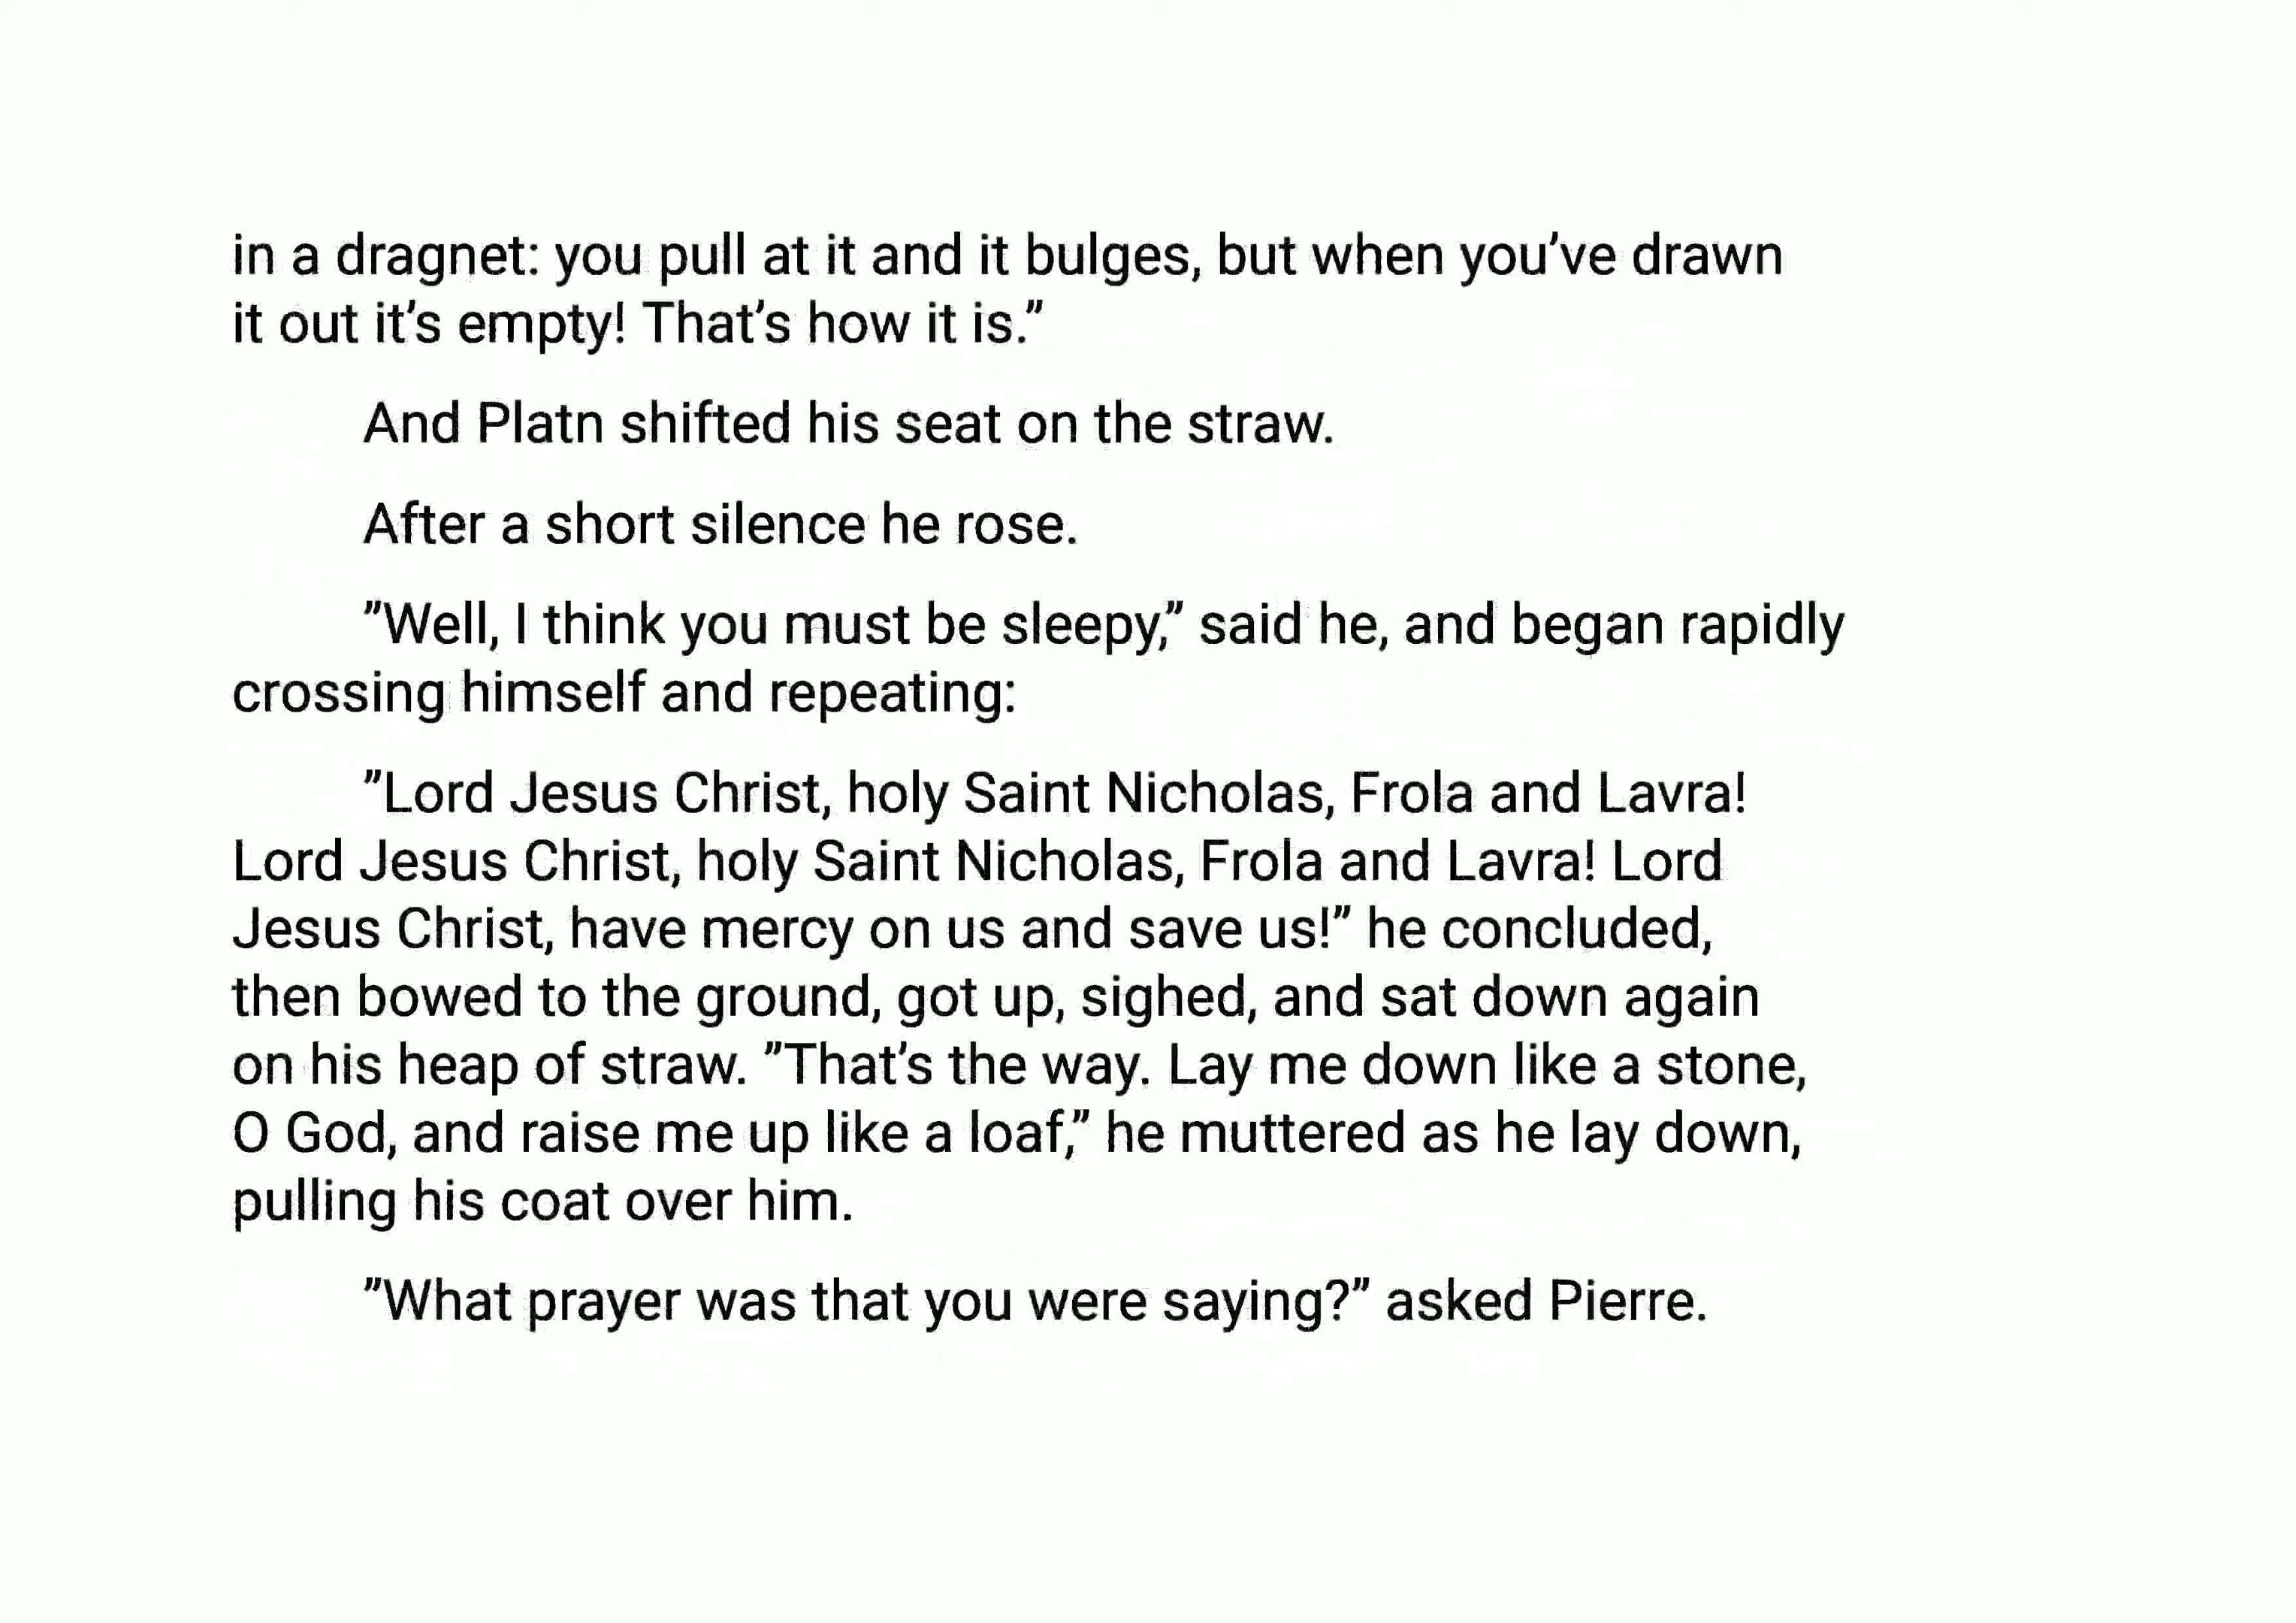 in a dragnet: you pull at it and it bulges, but when you’ve drawn
it out it’s empty! That’s how it is.”
And Platn shifted his seat on the straw.
After a short silence he rose.
”Well, I think you must be sleepy,” said he, and began rapidly
crossing himself and repeating:
”Lord Jesus Christ, holy Saint Nicholas, Frola and Lavra!
Lord Jesus Christ, holy Saint Nicholas, Frola and Lavra! Lord
Jesus Christ, have mercy on us and save us!” he concluded,
then bowed to the ground, got up, sighed, and sat down again
on his heap of straw. ”That’s the way. Lay me down like a stone,
O God, and raise me up like a loaf,” he muttered as he lay down,
pulling his coat over him.
”What prayer was that you were saying?” asked Pierre.